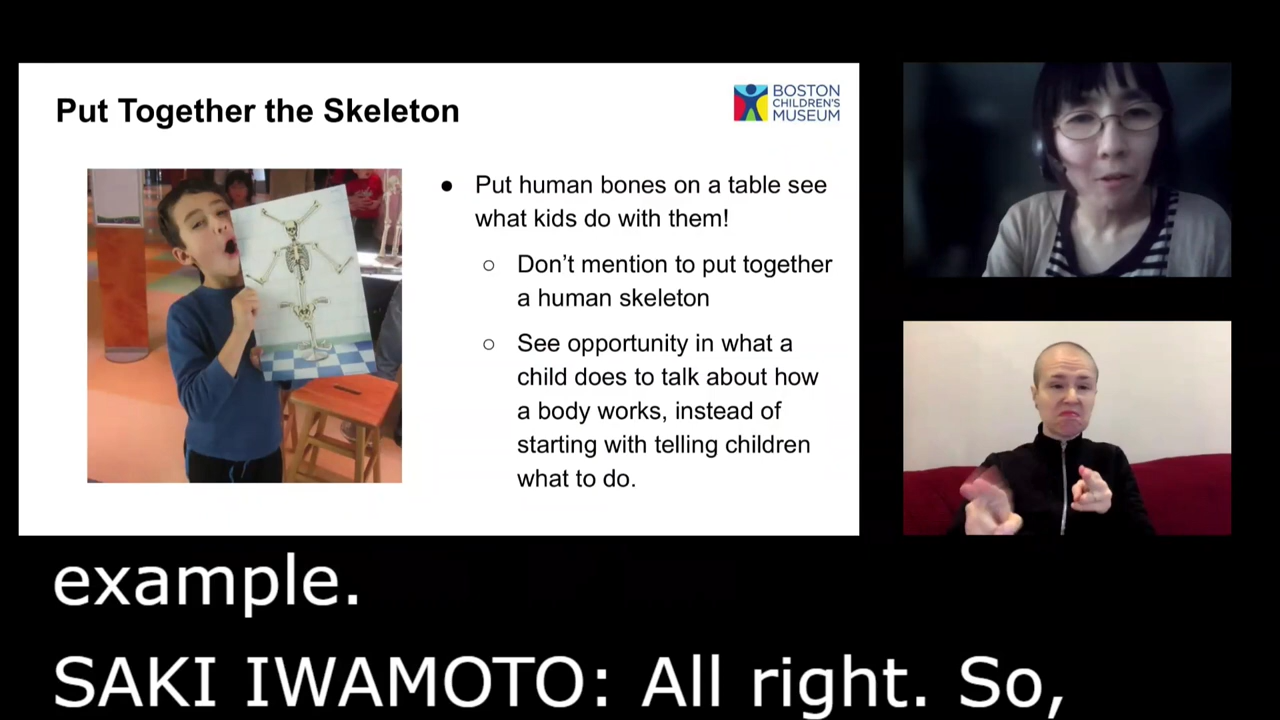 Put Together the Skeleton
BOSTON
CHILDREN'S
MUSEUM
● Put human bones on a table see
what kids do with them!
○ Don’t mention to put together
a human skeleton
○ See opportunity in what a
child does to talk about how
a body works, instead of
starting with telling children
what to do.
example.
SAKI IWAMOTO: All right. So,